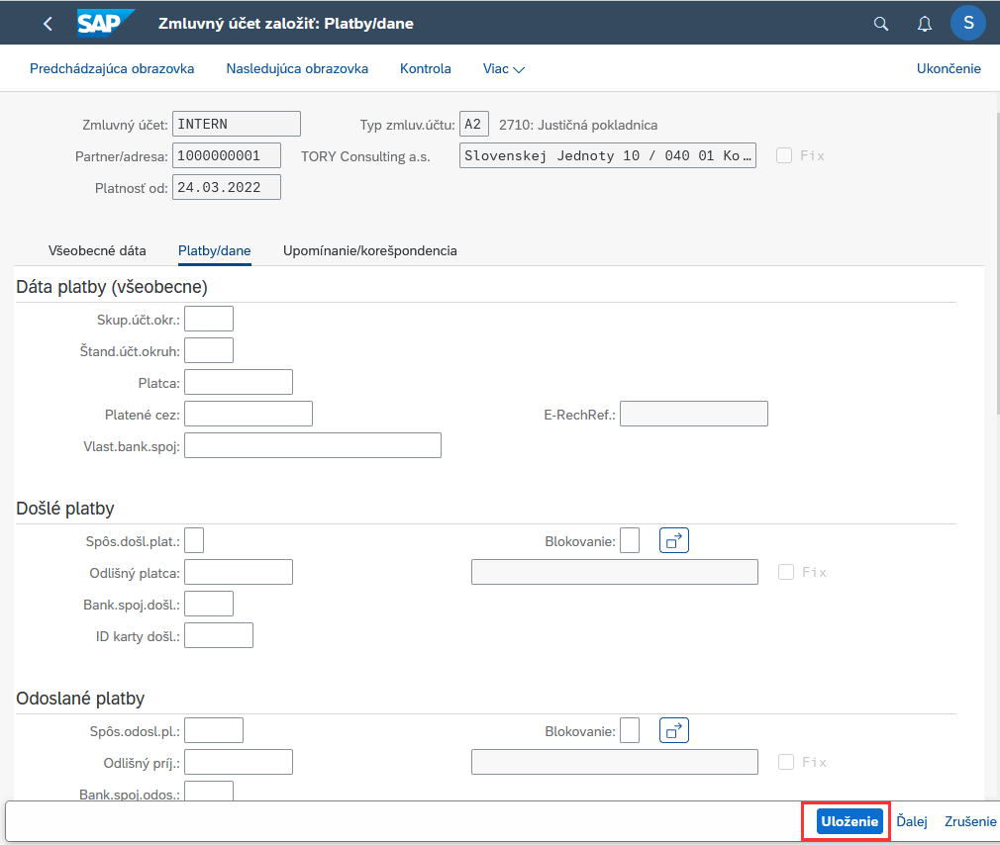 SAP Zmluvný účet založiť: Platby/dane S
Predchádzajúca obrazovka Nasledujúca obrazovka Kontrola Viac Ukončenie
Zmluvný účet: INTERN Typ zmluv.účtu: A2 2710: Justičná pokladnica
Partner/adresa: 1000000001 TORY Consulting a.s. Slovenskej Jednoty 10 / 040 01 Ko… Fix
Platnosť od: 24.03.2022
Všeobecné dáta Platby/dane Upomínanie/korešpondencia
Dáta platby (všeobecne)
Skup.účt.okr.:
Štand.účt.okruh:
Platca:
Platené cez: E-RechRef.:
Vlast.bank.spoj:
Došlé platby
Spôs.došl.plat.: Blokovanie:
Odlišný platca: Fix
Bank.spoj.došl.:
ID karty došl.:
Odoslané platby
Spôs.odosl.pl.: Blokovanie:
Odlišný príj.: Fix
Bank.spoj.odos.:
Uloženie Ďalej Zrušenie